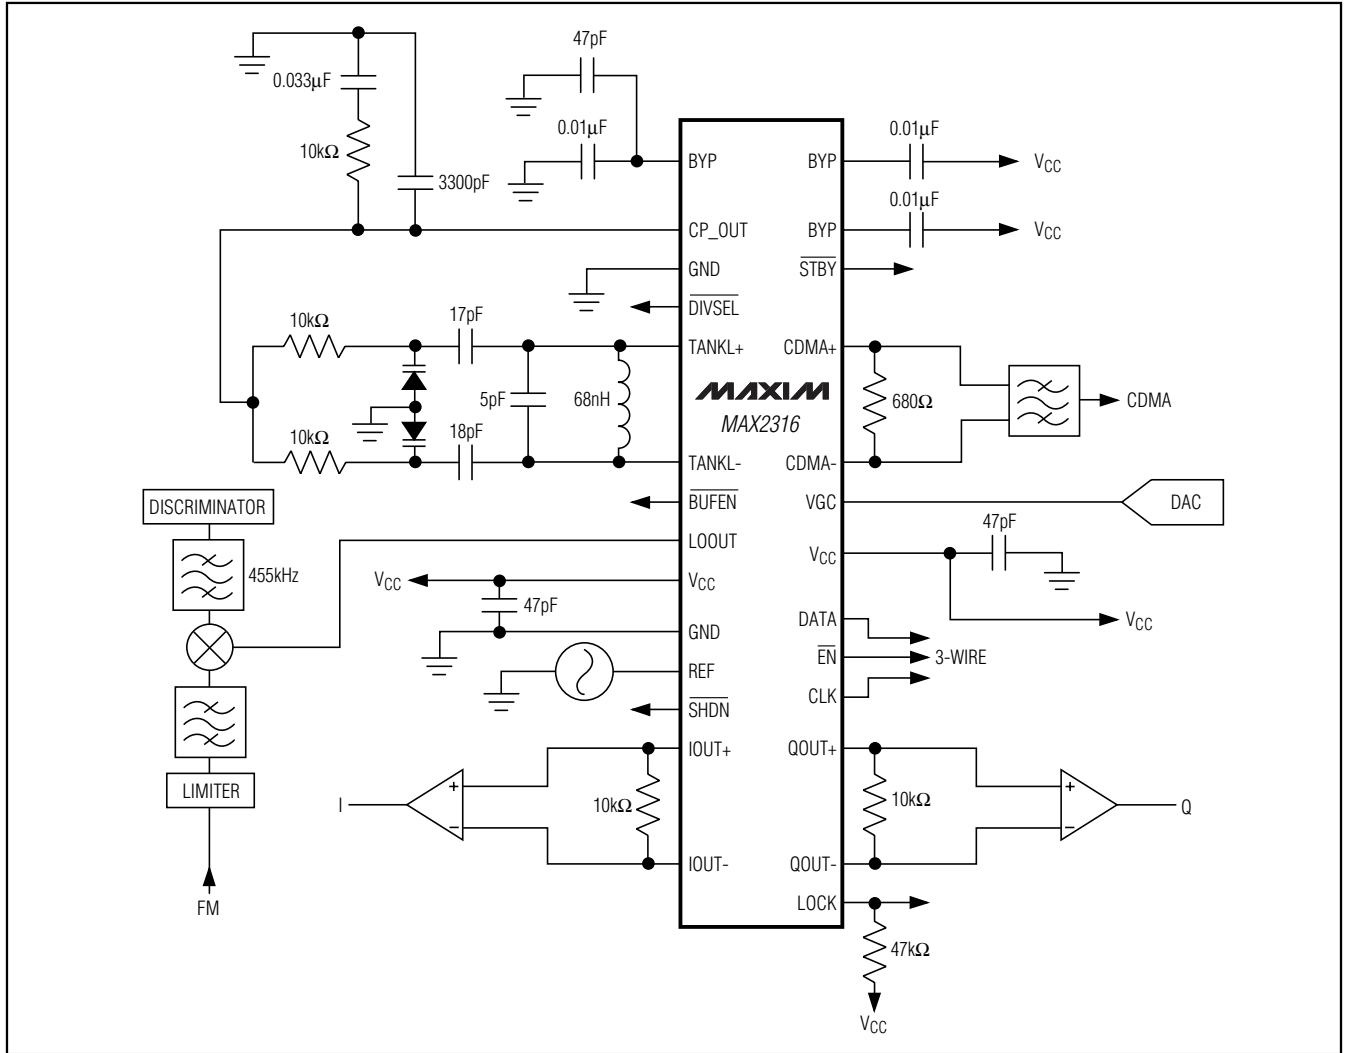 47pF
0.033µF
0.01µF
0.01µF
10kΩ
3300pF
BYP
BYP
VCC
0.01µF
CP_OUT
BYP
VCC
GND
STBY
DIVSEL
10kΩ
17pF
TANKL+
CDMA+
5pF
68nH
MAXIM
MAX2316
680Ω
CDMA
10kΩ
18pF
TANKL-
CDMA-
DISCRIMINATOR
BUFEN
VGC
DAC
47pF
LOOUT
VCC
455kHz
VCC
VCC
47pF
DATA
VCC
GND
EN
3-WIRE
REF
CLK
SHDN
IOUT+
QOUT+
LIMITER
+
+
I
10kΩ
10kΩ
Q
–
–
IOUT-
QOUT-
LOCK
FM
47kΩ
VCC